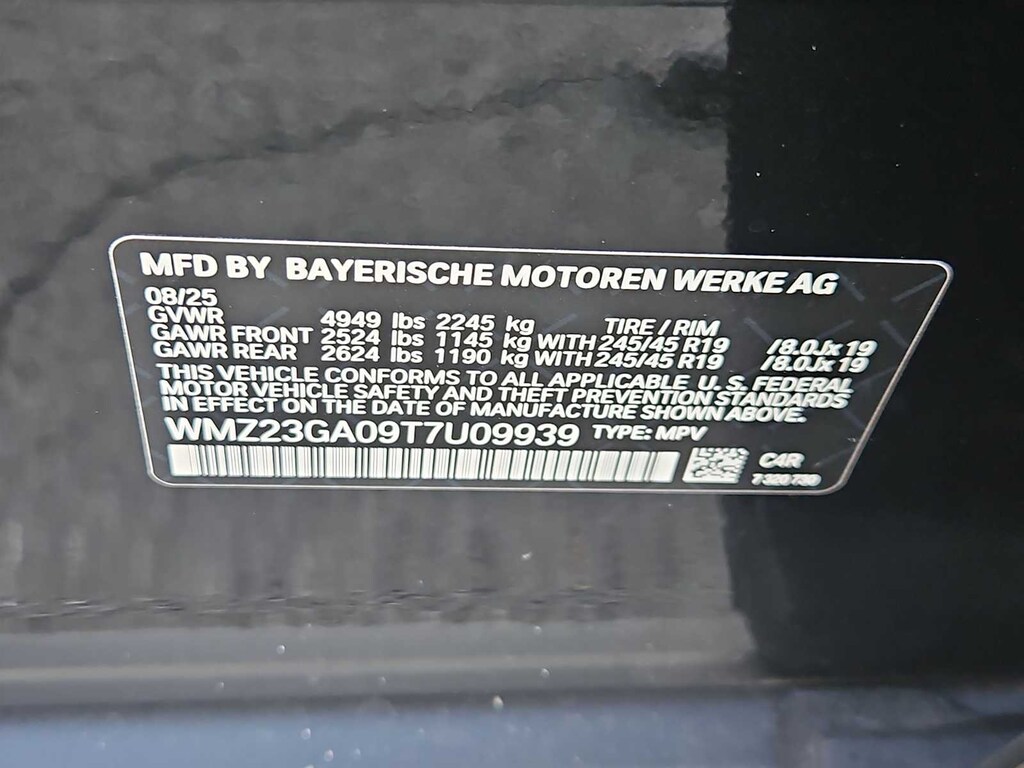 MFD BY BAYERISCHE MOTOREN WERKE AG
08/25
GVWR 4949 lbs 2245 kg TIRE / RIM
GAWR FRONT 2524 lbs 1145 kg WITH 245/45 R19 /8.0Jx19
GAWR REAR 2624 lbs 1190 kg WITH 245/45 R19 /8.0Jx19
THIS VEHICLE CONFORMS TO ALL APPLICABLE U.S. FEDERAL
MOTOR VEHICLE SAFETY AND THEFT PREVENTION STANDARDS
IN EFFECT ON THE DATE OF MANUFACTURE SHOWN ABOVE.
WMZ23GA09T7U09939 TYPE: MPV
C4R